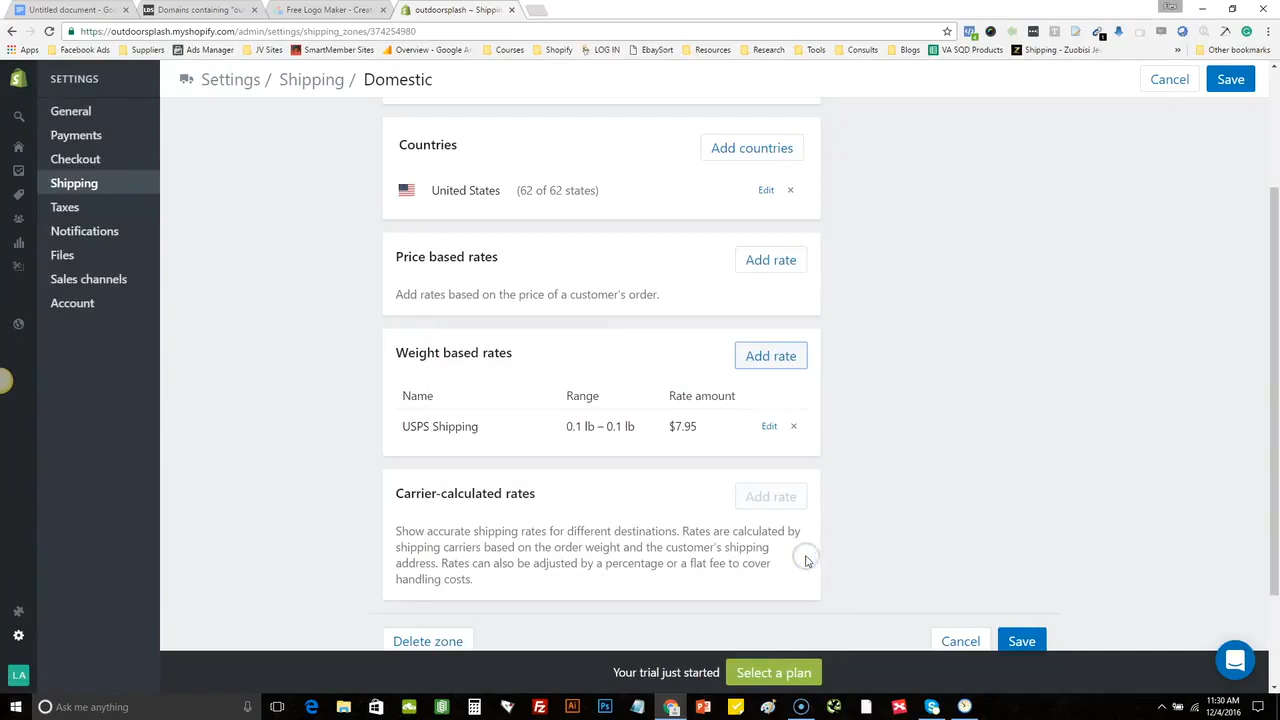 Untitled document - Goo
LDS Domains containing "out
Free Logo Maker - Creat
outdoorsplash ~ Shippin
https://outdoorsplash.myshopify.com/admin/settings/shipping_zones/374254980
Apps Facebook Ads Suppliers Ads Manager JV Sites SmarterMember Sites Overview - Google A Courses Shopify LOG IN EbaySort Resources Research Tools Consults Blogs VA SQD Products Shipping - Zuobisi Je » Other bookmarks
SETTINGS
Settings / Shipping / Domestic
Cancel
Save
General
Payments
Checkout
Shipping
Taxes
Notifications
Files
Sales channels
Account
Countries
Add countries
United States (62 of 62 states) Edit ×
Price based rates
Add rate
Add rates based on the price of a customer's order.
Weight based rates
Add rate
Name Range Rate amount
USPS Shipping 0.1 lb – 0.1 lb $7.95 Edit ×
Carrier-calculated rates
Add rate
Show accurate shipping rates for different destinations. Rates are calculated by
shipping carriers based on the order weight and the customer's shipping
address. Rates can also be adjusted by a percentage or a flat fee to cover
handling costs.
Delete zone
Cancel
Save
LA
Your trial just started Select a plan
Ask me anything
11:30 AM
12/4/2016